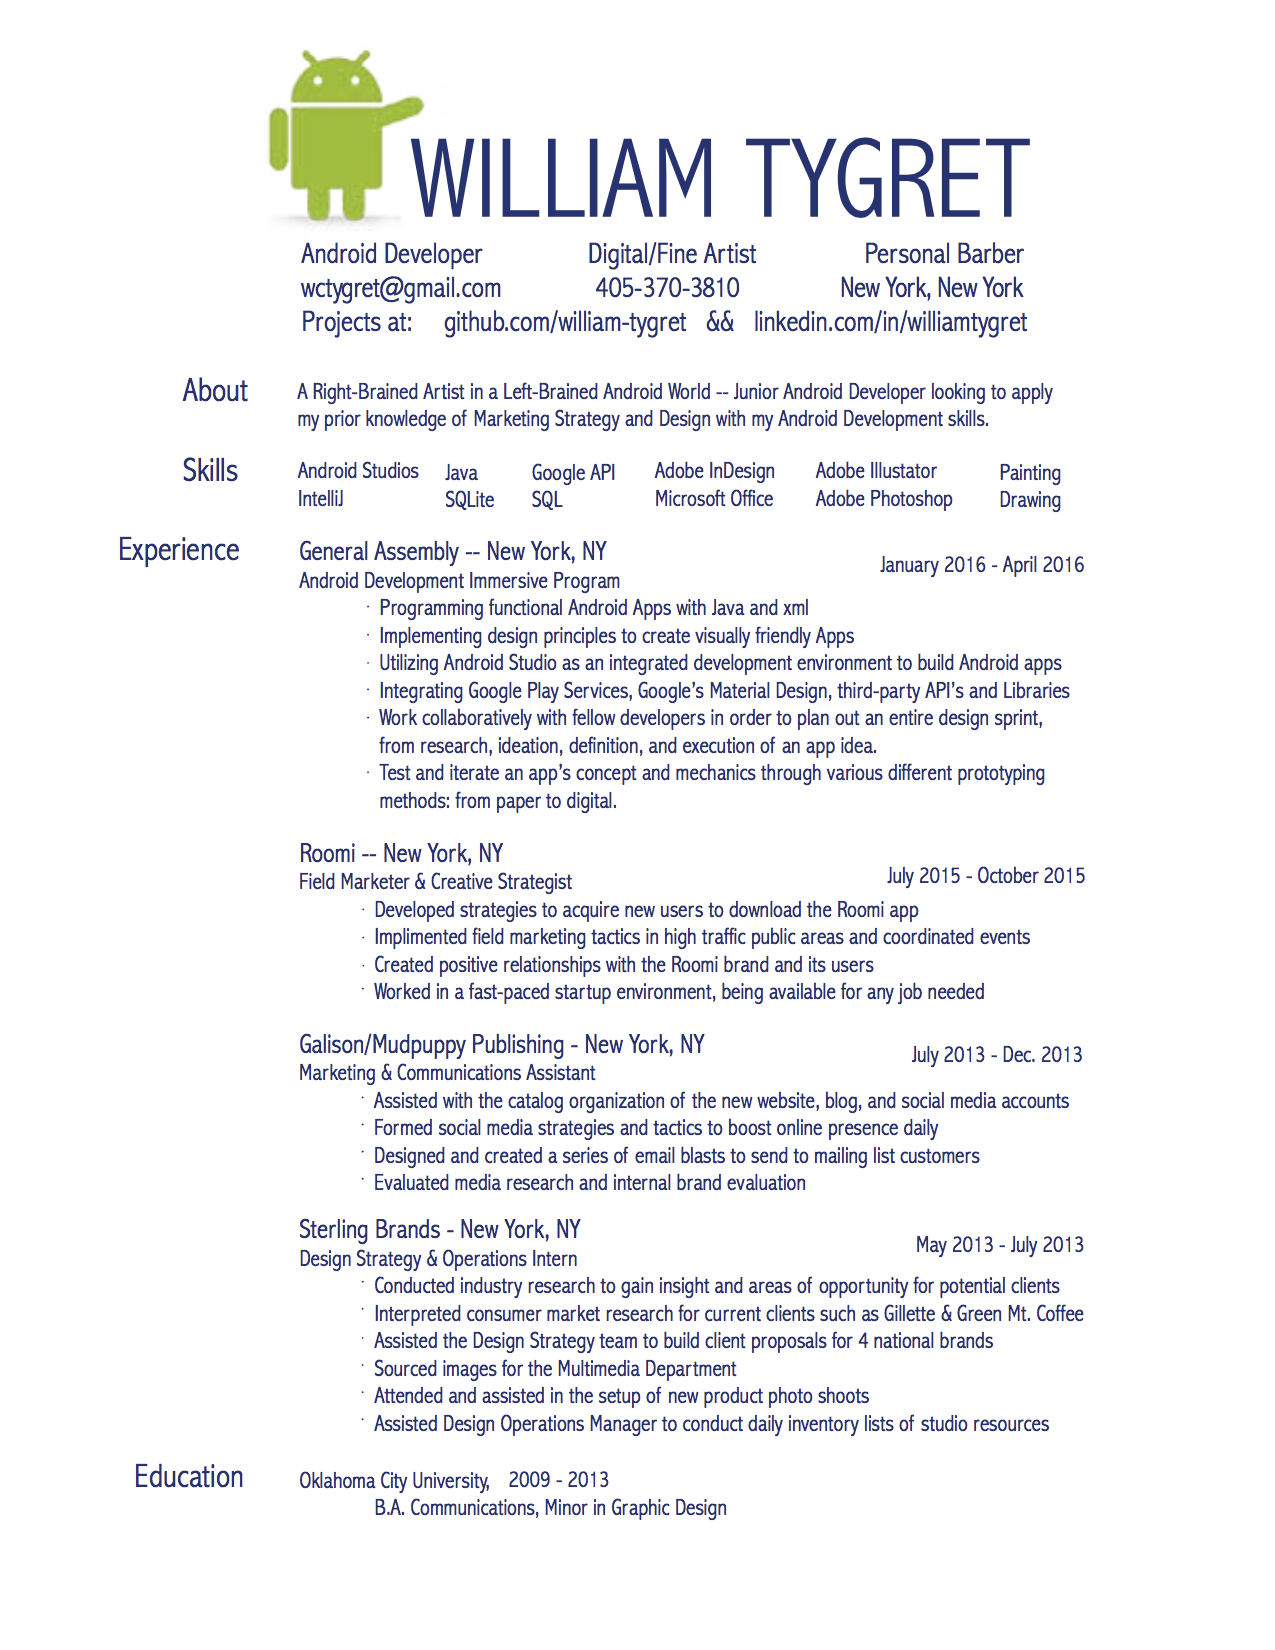 WILLIAM TYGRET
Android Developer Digital/Fine Artist Personal Barber
wctygret@gmail.com 405-370-3810 New York, New York
Projects at: github.com/william-tygret && linkedin.com/in/williamtygret
About A Right-Brained Artist in a Left-Brained Android World -- Junior Android Developer looking to apply
my prior knowledge of Marketing Strategy and Design with my Android Development skills.
Skills Android Studios Java Google API Adobe InDesign Adobe Illustator Painting
IntelliJ SQLite SQL Microsoft Office Adobe Photoshop Drawing
Experience General Assembly -- New York, NY January 2016 - April 2016
Android Development Immersive Program
· Programming functional Android Apps with Java and xml
· Implementing design principles to create visually friendly Apps
· Utilizing Android Studio as an integrated development environment to build Android apps
· Integrating Google Play Services, Google's Material Design, third-party API's and Libraries
· Work collaboratively with fellow developers in order to plan out an entire design sprint,
from research, ideation, definition, and execution of an app idea.
· Test and iterate an app's concept and mechanics through various different prototyping
methods: from paper to digital.
Roomi -- New York, NY July 2015 - October 2015
Field Marketer & Creative Strategist
· Developed strategies to acquire new users to download the Roomi app
· Implimented field marketing tactics in high traffic public areas and coordinated events
· Created positive relationships with the Roomi brand and its users
· Worked in a fast-paced startup environment, being available for any job needed
Galison/Mudpuppy Publishing - New York, NY July 2013 - Dec. 2013
Marketing & Communications Assistant
· Assisted with the catalog organization of the new website, blog, and social media accounts
· Formed social media strategies and tactics to boost online presence daily
· Designed and created a series of email blasts to send to mailing list customers
· Evaluated media research and internal brand evaluation
Sterling Brands - New York, NY May 2013 - July 2013
Design Strategy & Operations Intern
· Conducted industry research to gain insight and areas of opportunity for potential clients
· Interpreted consumer market research for current clients such as Gillette & Green Mt. Coffee
· Assisted the Design Strategy team to build client proposals for 4 national brands
· Sourced images for the Multimedia Department
· Attended and assisted in the setup of new product photo shoots
· Assisted Design Operations Manager to conduct daily inventory lists of studio resources
Education Oklahoma City University, 2009 - 2013
B.A. Communications, Minor in Graphic Design